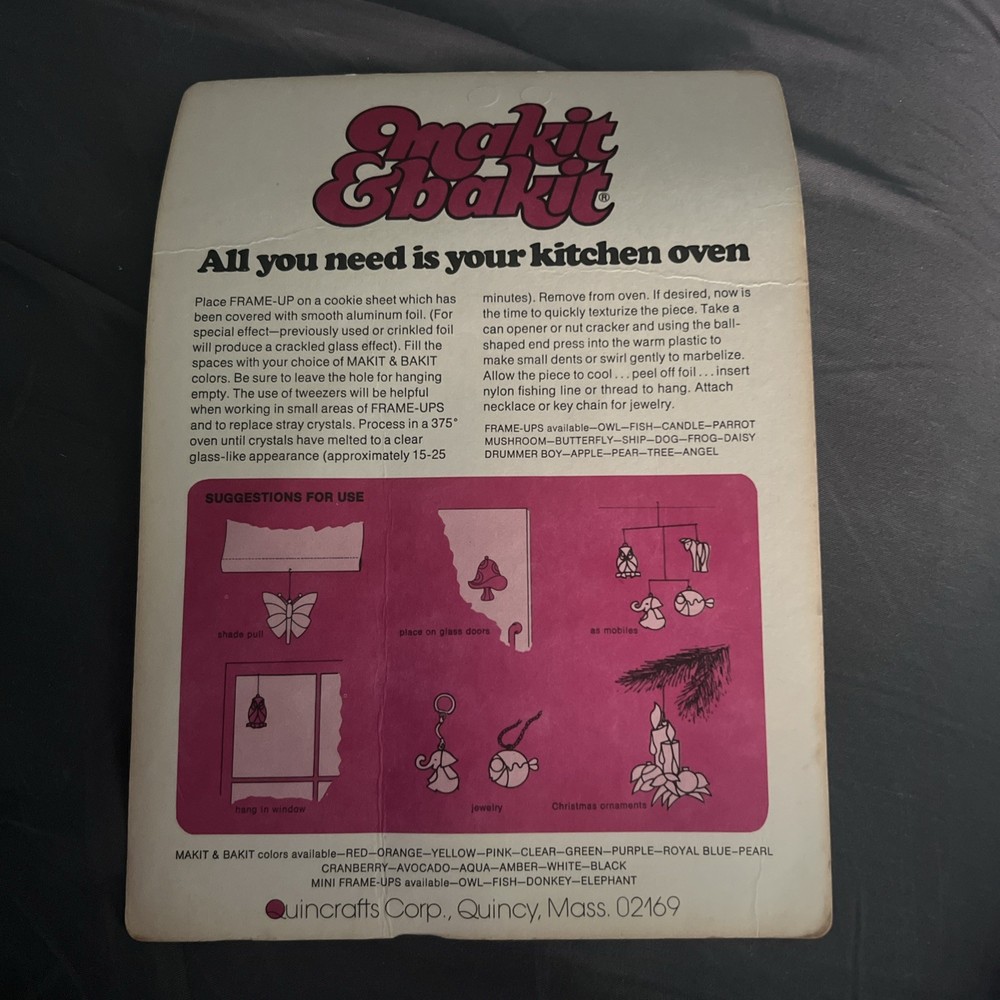 makit
&bakit®
All you need is your kitchen oven
Place FRAME-UP on a cookie sheet which has
been covered with smooth aluminum foil. (For
special effect—previously used or crinkled foil
will produce a crackled glass effect). Fill the
spaces with your choice of MAKIT & BAKIT
colors. Be sure to leave the hole for hanging
empty. The use of tweezers will be helpful
when working in small areas of FRAME-UPS
and to replace stray crystals. Process in a 375°
oven until crystals have melted to a clear
glass-like appearance (approximately 15-25
minutes). Remove from oven. If desired, now is
the time to quickly texturize the piece. Take a
can opener or nut cracker and using the ball-
shaped end press into the warm plastic to
make small dents or swirl gently to marbelize.
Allow the piece to cool...peel off foil...insert
nylon fishing line or thread to hang. Attach
necklace or key chain for jewelry.
FRAME-UPS available—OWL—FISH—CANDLE—PARROT
MUSHROOM—BUTTERFLY—SHIP—DOG—FROG—DAISY
DRUMMER BOY—APPLE—PEAR—TREE—ANGEL
SUGGESTIONS FOR USE
shade pull
place on glass doors
as mobiles
hang in window
jewelry
Christmas ornaments
MAKIT & BAKIT colors available—RED—ORANGE—YELLOW—PINK—CLEAR—GREEN—PURPLE—ROYAL BLUE—PEARL
CRANBERRY—AVOCADO—AQUA—AMBER—WHITE—BLACK
MINI FRAME-UPS available—OWL—FISH—DONKEY—ELEPHANT
Quincrafts Corp., Quincy, Mass. 02169